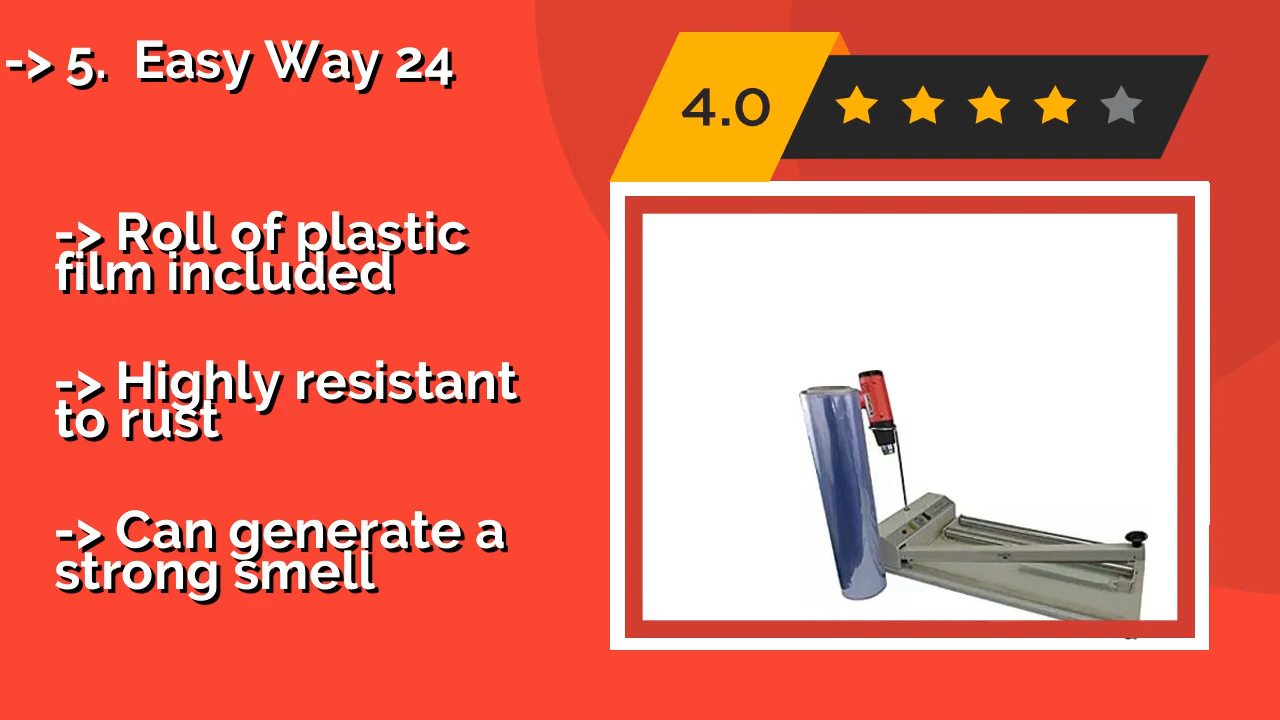 -> 5.  Easy Way 24
4.0
-> Roll of plastic
film included
-> Highly resistant
to rust
-> Can generate a
strong smell